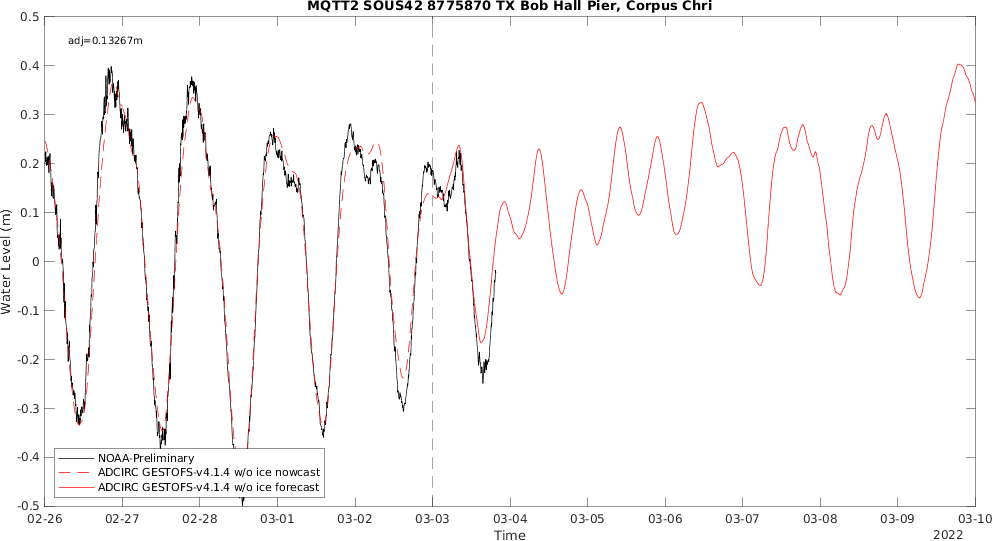 MQTT2 SOUS42 8775870 TX Bob Hall Pier, Corpus Chri
adj=0.13267m
0.5
0.4
0.3
0.2
0.1
0
-0.1
-0.2
-0.3
-0.4
-0.5
Water Level (m)
NOAA-Preliminary
ADCIRC GESTOFS-v4.1.4 w/o ice nowcast
ADCIRC GESTOFS-v4.1.4 w/o ice forecast
02-26 02-27 02-28 03-01 03-02 03-03 03-04 03-05 03-06 03-07 03-08 03-09 03-10
Time
2022